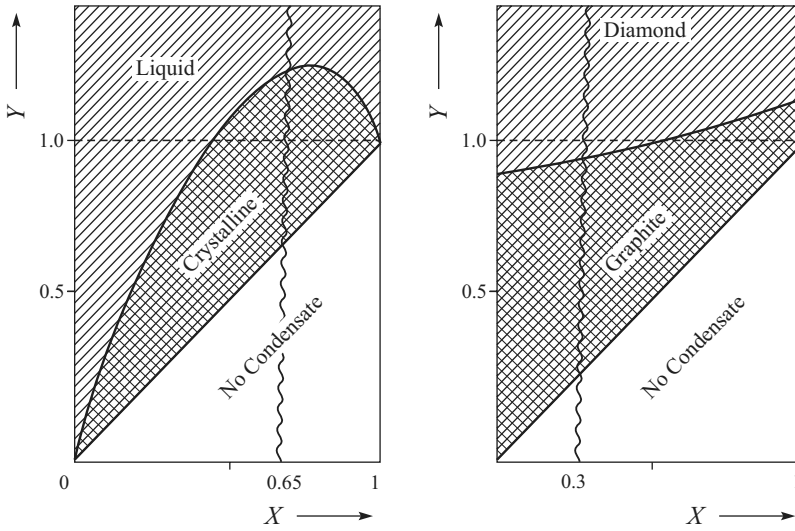 Y
Liquid
1.0
Crystalline
0.5
No Condensate
0
0.65
1
X
Y
Diamond
1.0
Graphite
0.5
No Condensate
0.3
X